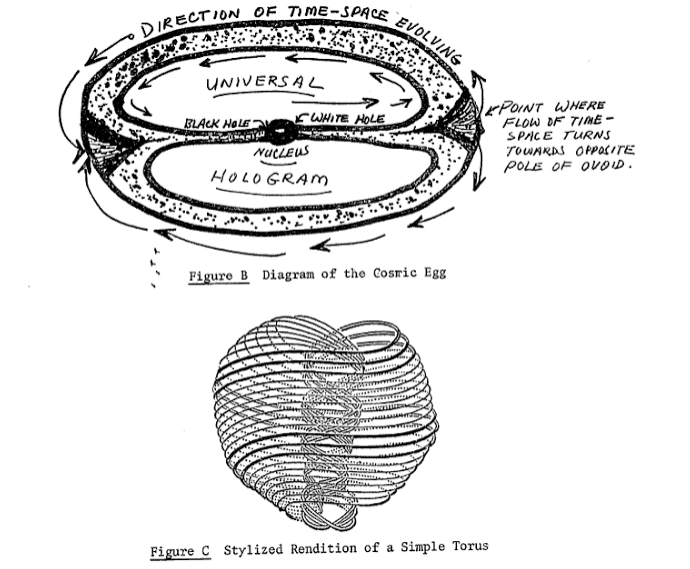 DIRECTION OF TIME-SPACE EVOLVING
UNIVERSAL
BLACK HOLE
WHITE HOLE
NUCLEUS
HOLOGRAM
POINT WHERE
FLOW OF TIME-
SPACE TURNS
TOWARDS OPPOSITE
POLE OF OVOID.
Figure B Diagram of the Cosmic Egg
Figure C Stylized Rendition of a Simple Torus